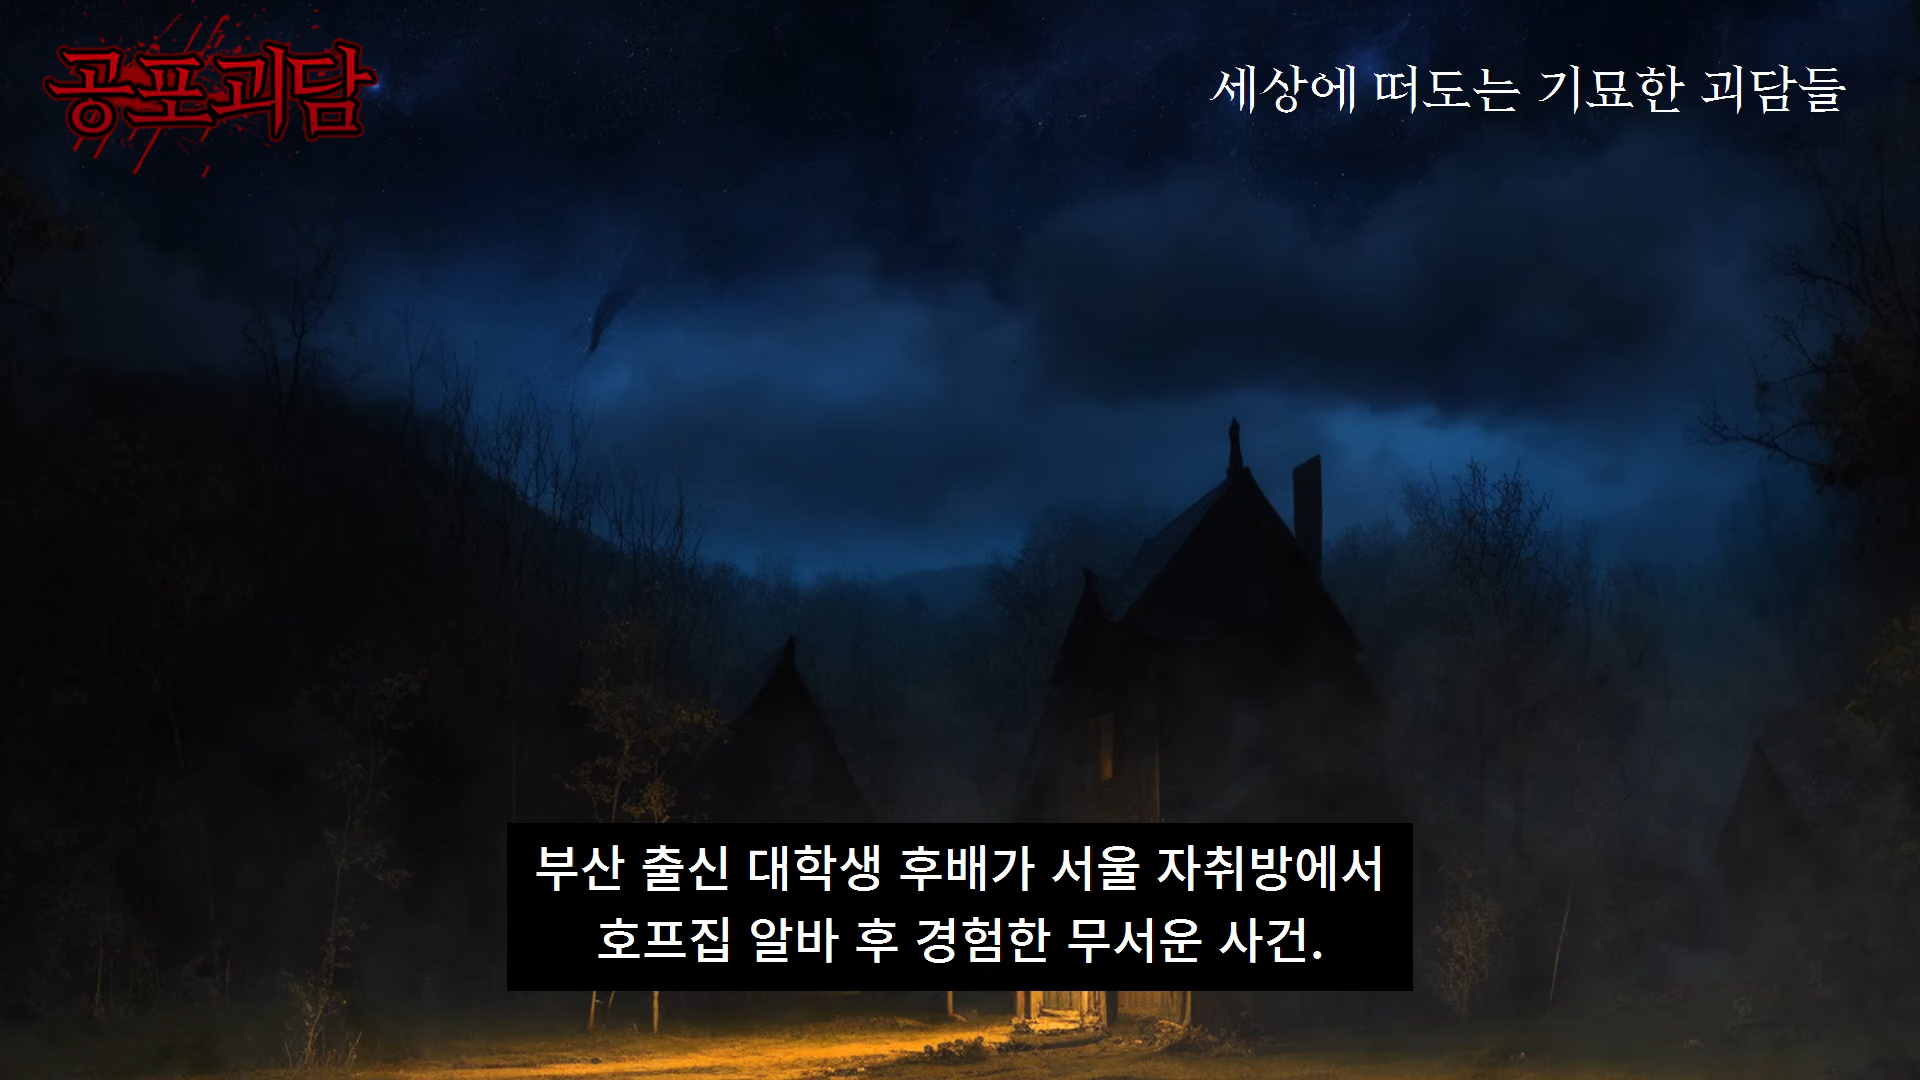 공포괴담
세상에 떠도는 기묘한 괴담들
부산 출신 대학생 후배가 서울 자취방에서
호프집 알바 후 경험한 무서운 사건.